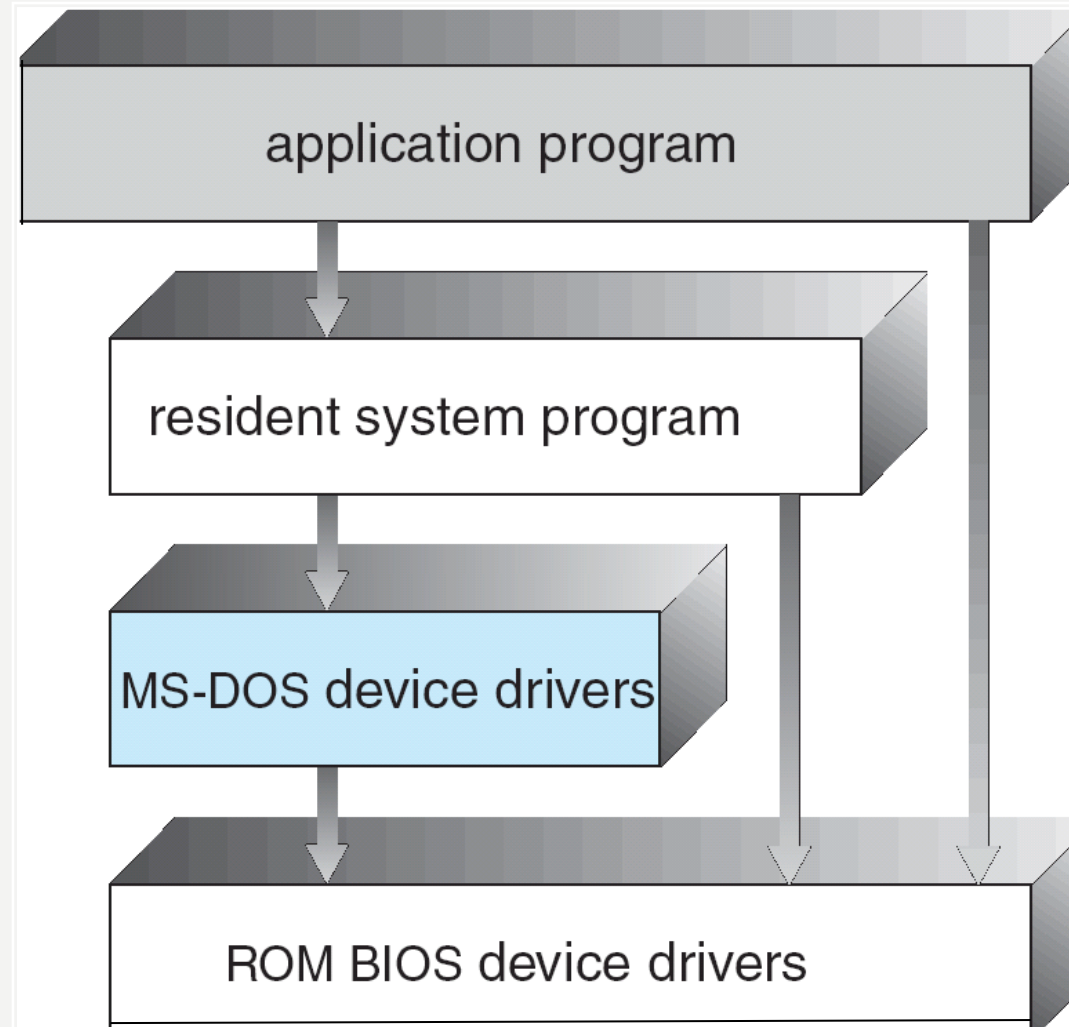 application program
resident system program
MS-DOS device drivers
ROM BIOS device drivers